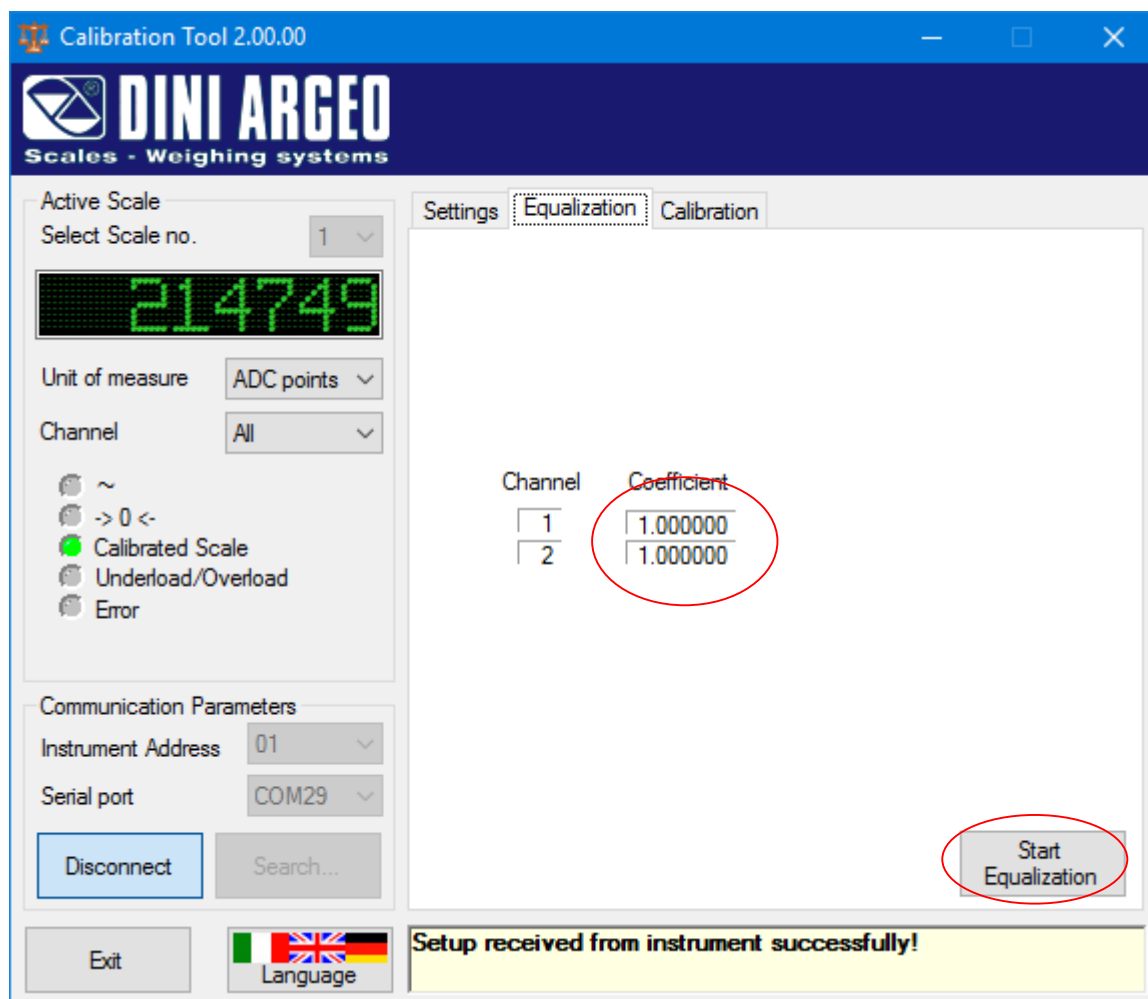 Calibration Tool 2.00.00
DINI ARGEO
®
Scales - Weighing systems
Active Scale
Select Scale no. 1
214749
Unit of measure ADC points
Channel All
~
-> 0 <-
Calibrated Scale
Underload/Overload
Error
Communication Parameters
Instrument Address 01
Serial port COM29
Disconnect Search...
Exit Language
Settings Equalization Calibration
Channel Coefficient
1 1.000000
2 1.000000
Start
Equalization
Setup received from instrument successfully!